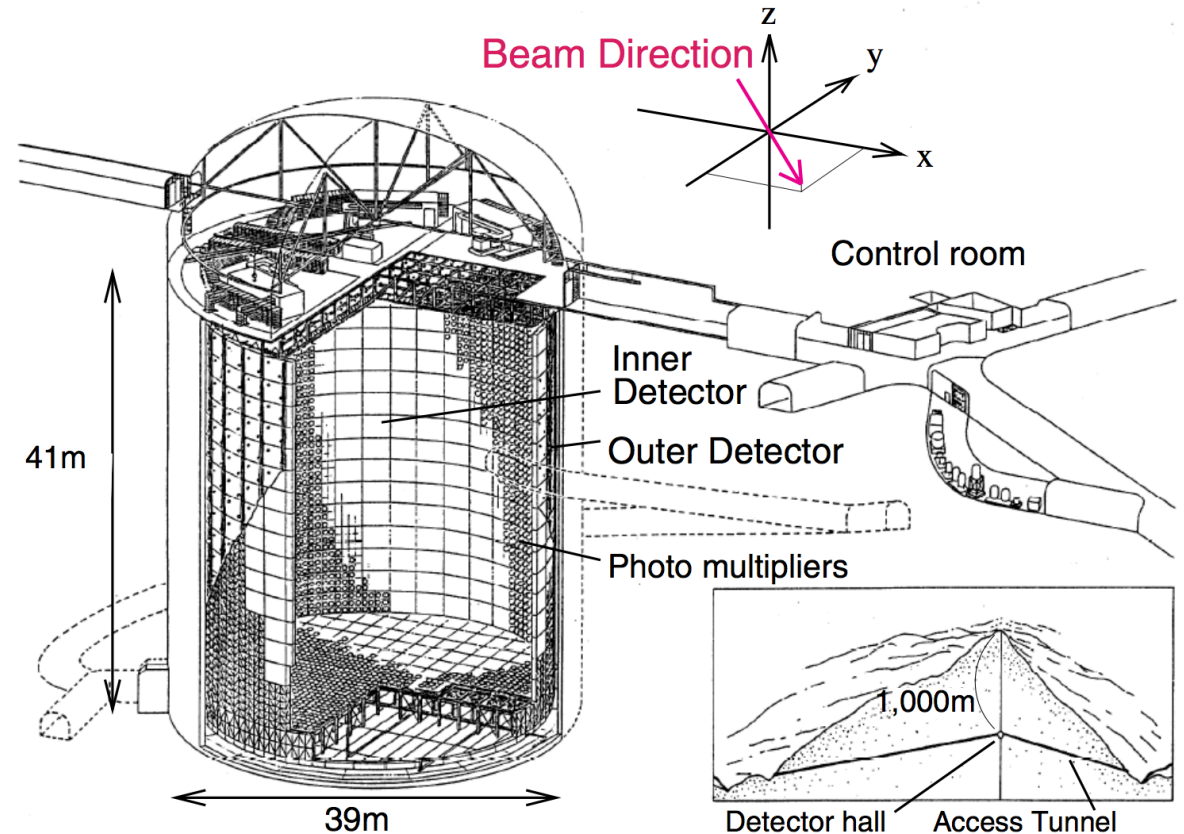 z
Beam Direction
y
x
Control room
Inner
Detector
41m
Outer Detector
Photo multipliers
1,000m
39m
Detector hall
Access Tunnel